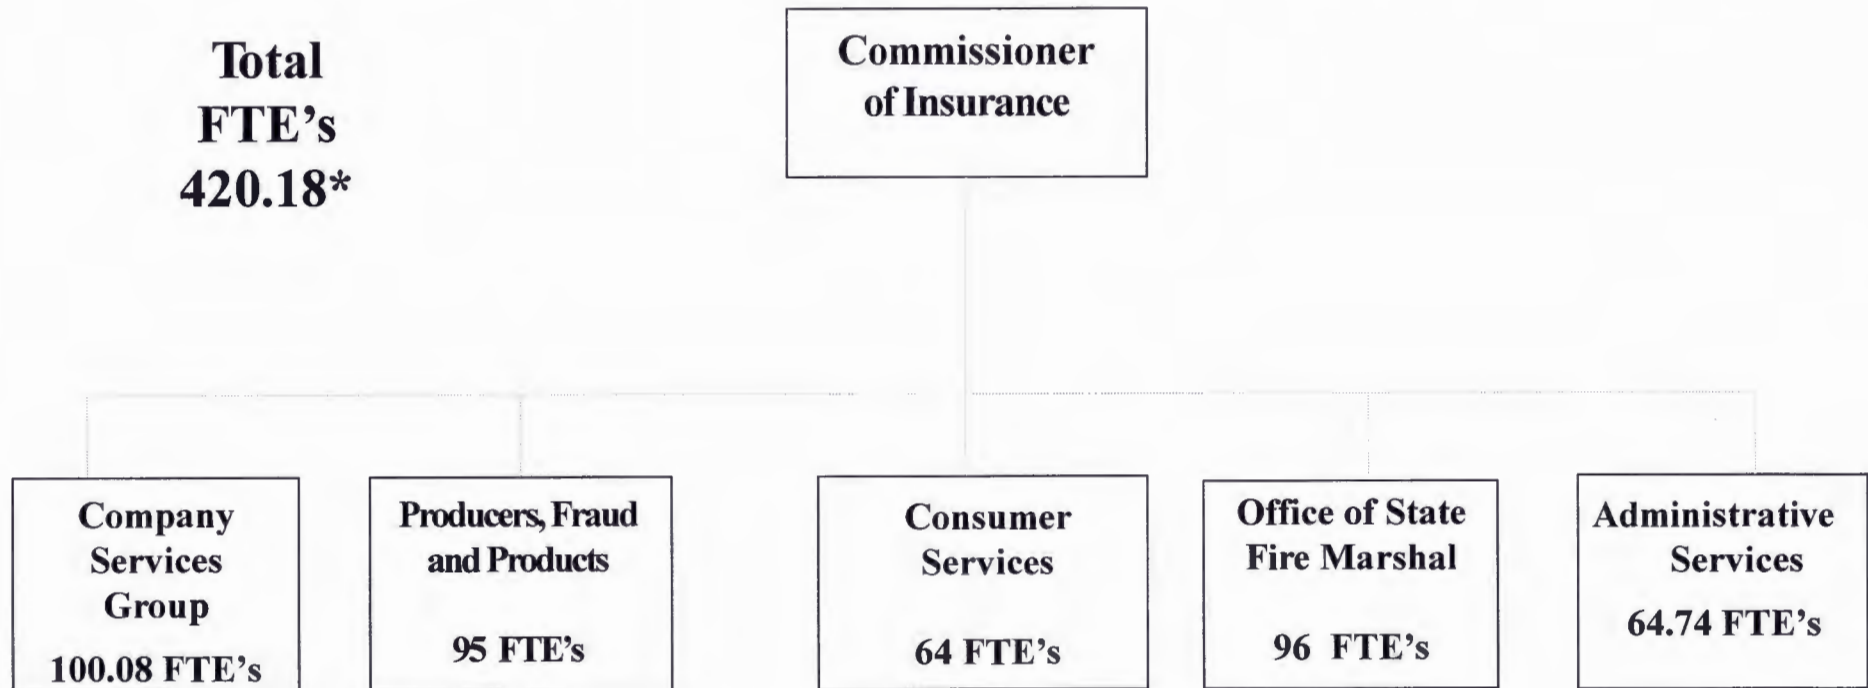 Total
FTE’s
420.18*
Commissioner
of Insurance
Company
Services
Group
100.08 FTE’s
Producers, Fraud
and Products
95 FTE’s
Consumer
Services
64 FTE’s
Office of State
Fire Marshal
96 FTE’s
Administrative
Services
64.74 FTE’s